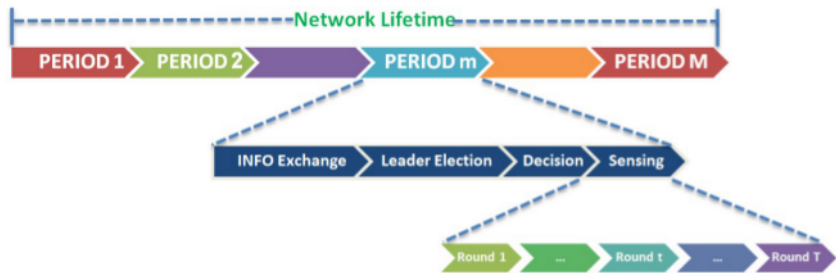 Network Lifetime
PERIOD 1 PERIOD 2 PERIOD m PERIOD M
INFO Exchange Leader Election Decision Sensing
Round 1 ... Round t ... Round T